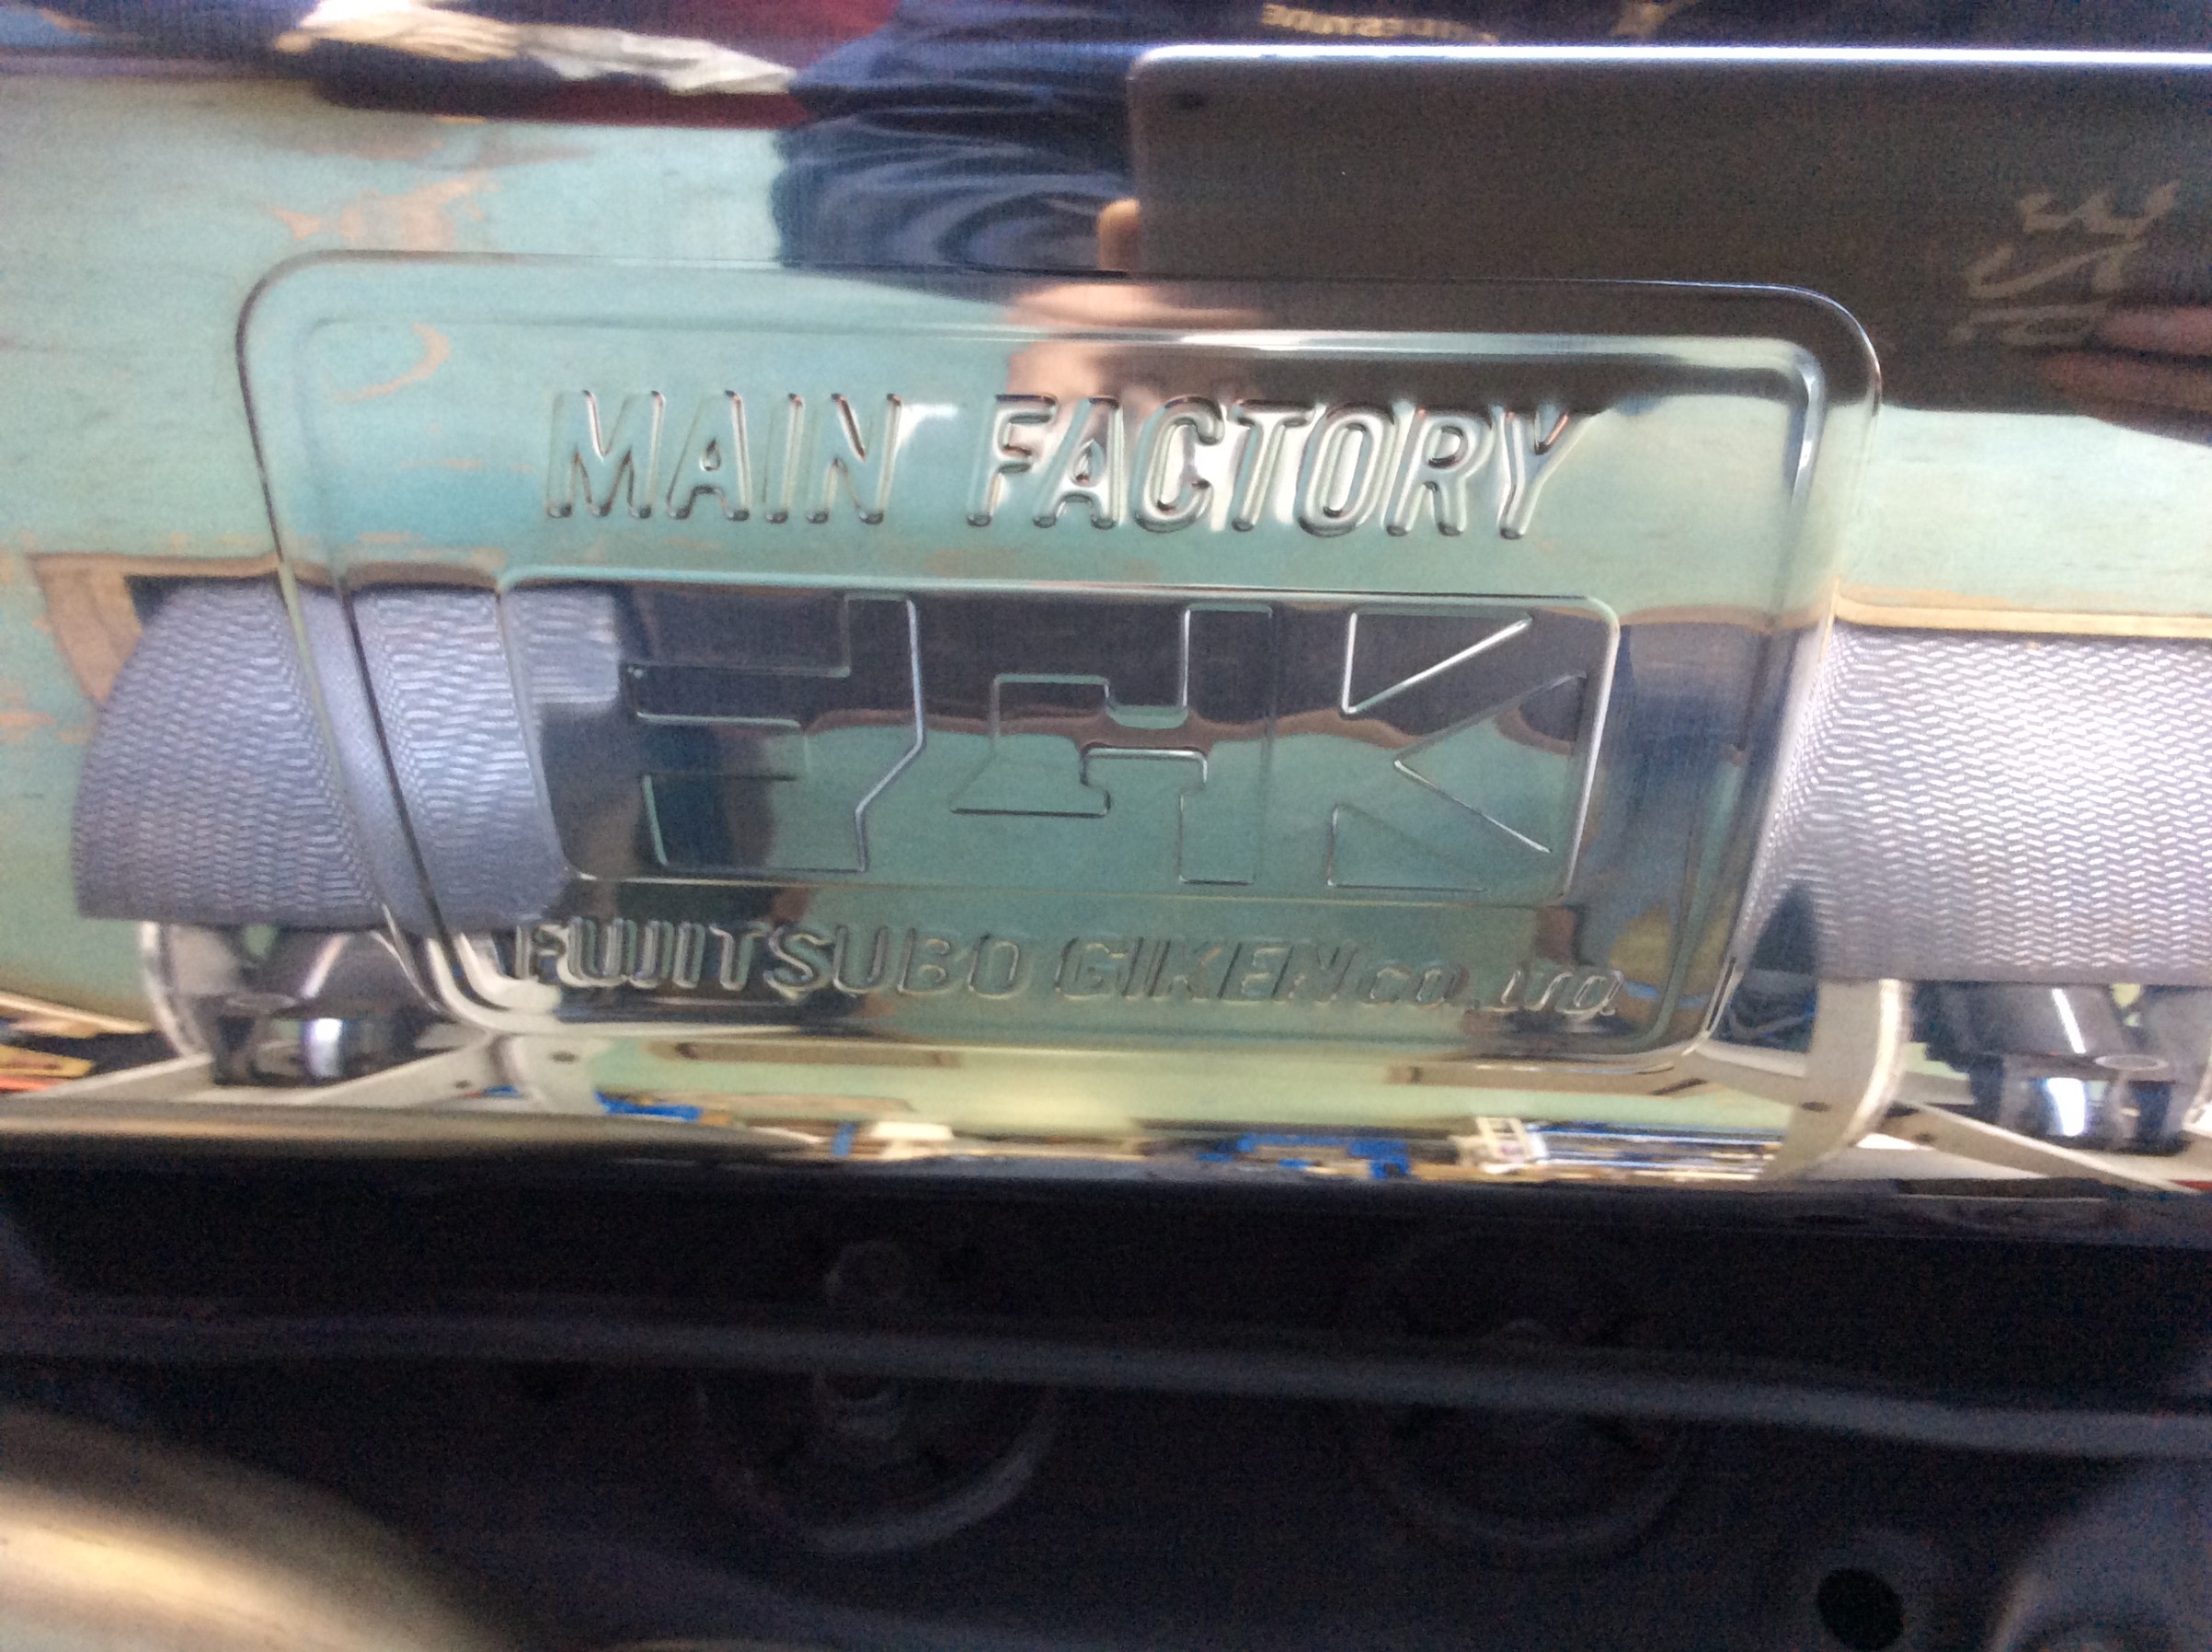 MAIN FACTORY
FGK
FUJITSUBO GIKEN CO.,LTD.